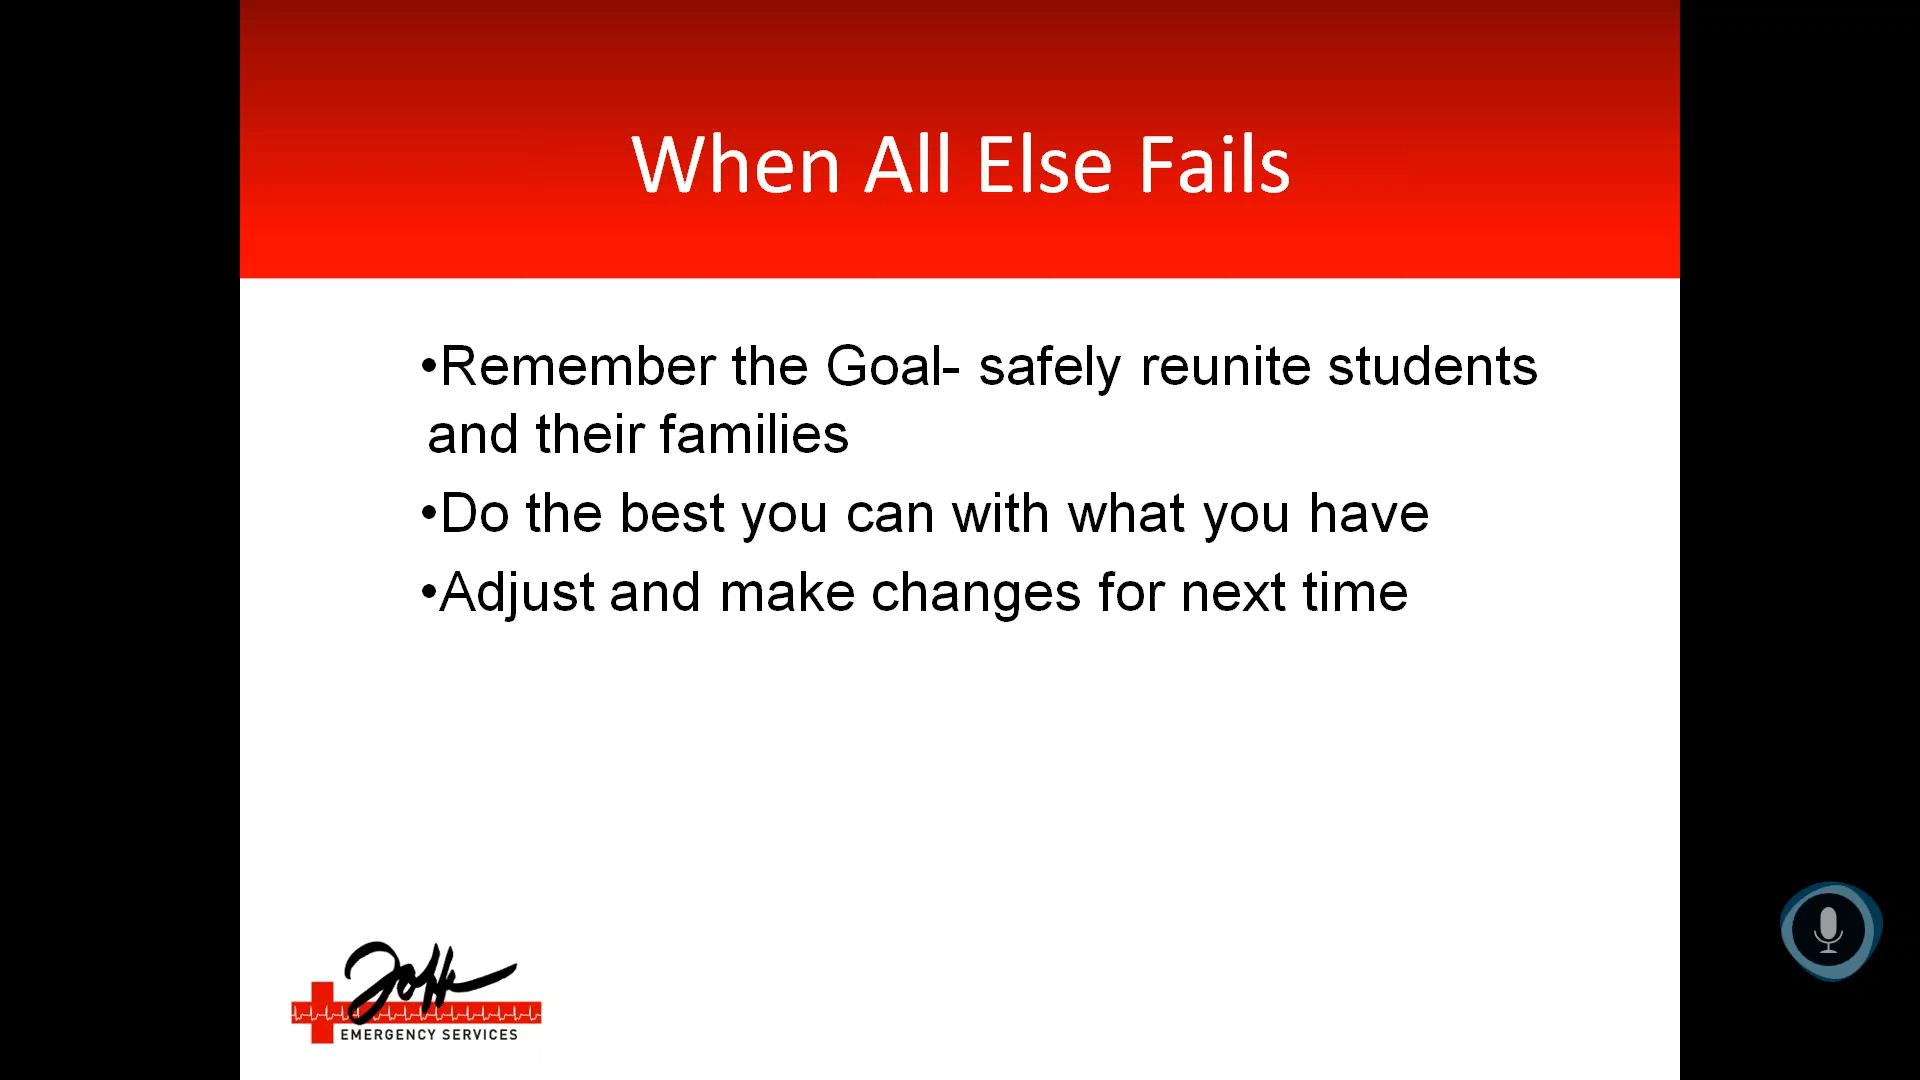 When All Else Fails
•Remember the Goal- safely reunite students
and their families
•Do the best you can with what you have
•Adjust and make changes for next time
Joffe
EMERGENCY SERVICES